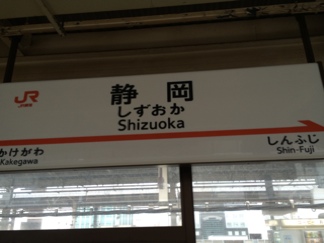 JR
静岡
しずおか
Shizuoka
かけがわ
Kakegawa
しんふじ
Shin-Fuji